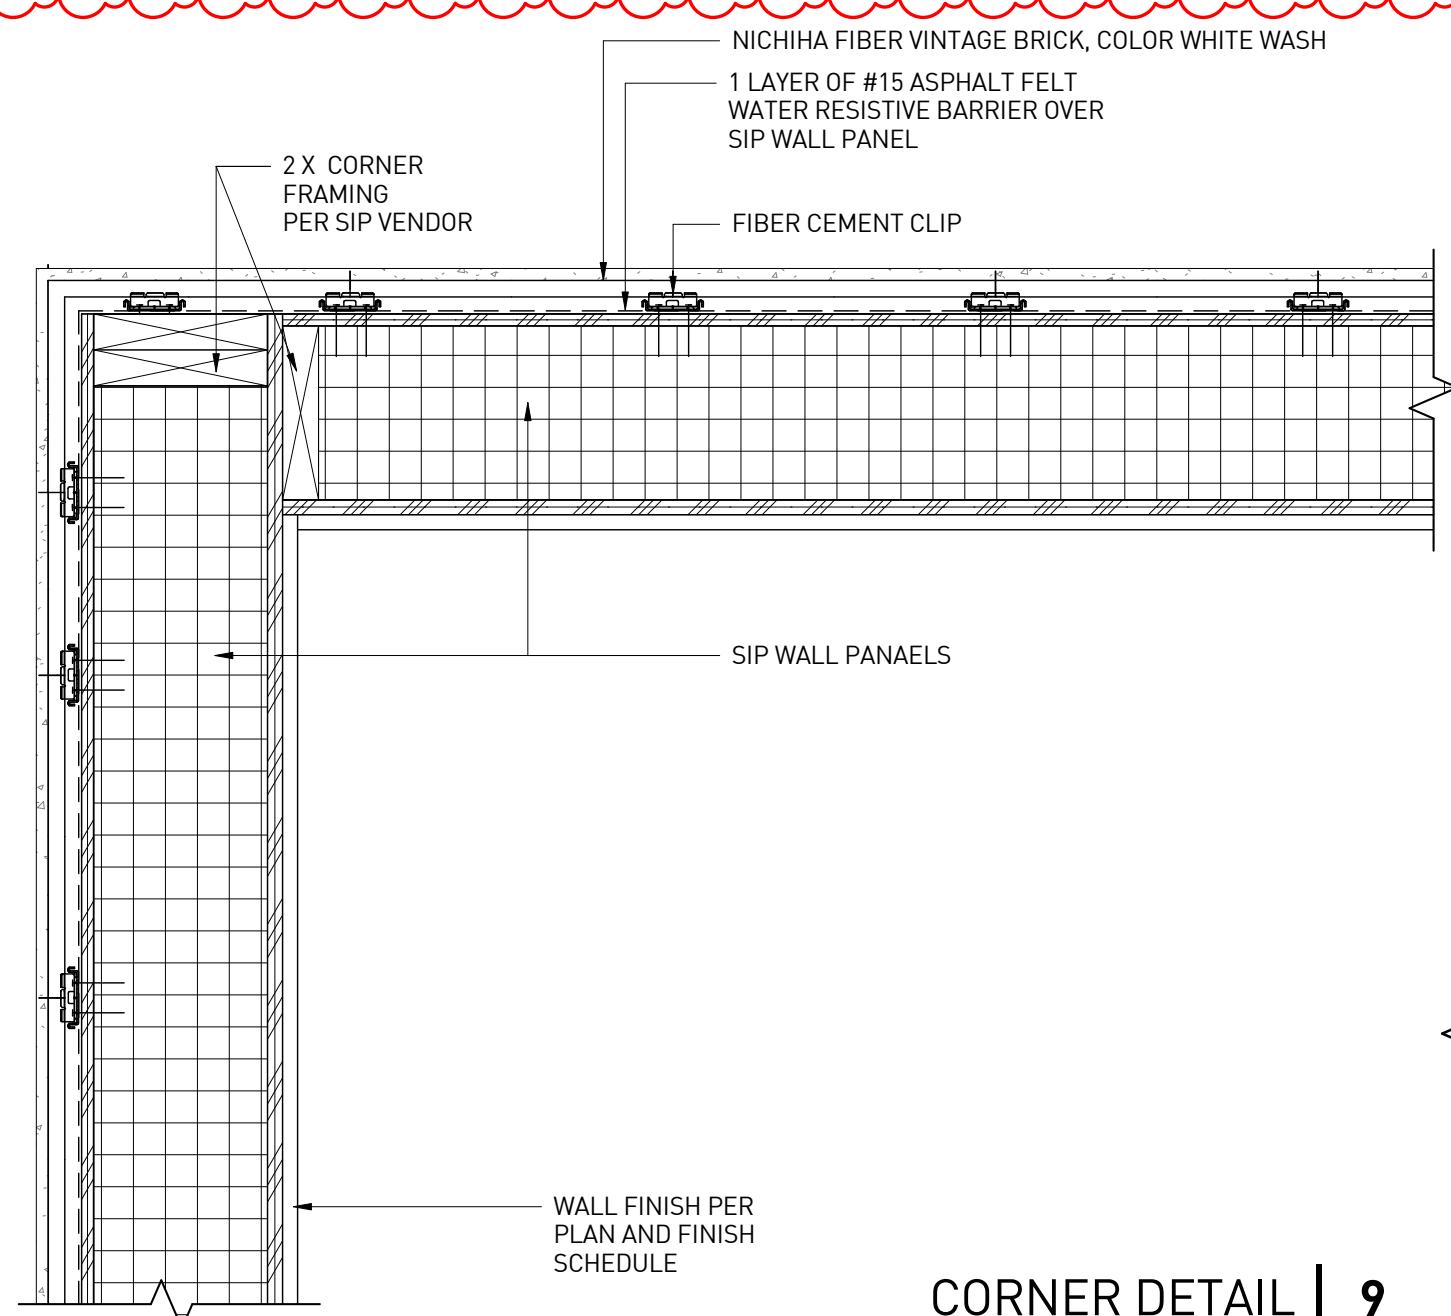 NICHIHA FIBER VINTAGE BRICK, COLOR WHITE WASH
1 LAYER OF #15 ASPHALT FELT
WATER RESISTIVE BARRIER OVER
SIP WALL PANEL
2 X CORNER
FRAMING
PER SIP VENDOR
FIBER CEMENT CLIP
SIP WALL PANAELS
WALL FINISH PER
PLAN AND FINISH
SCHEDULE
CORNER DETAIL 9